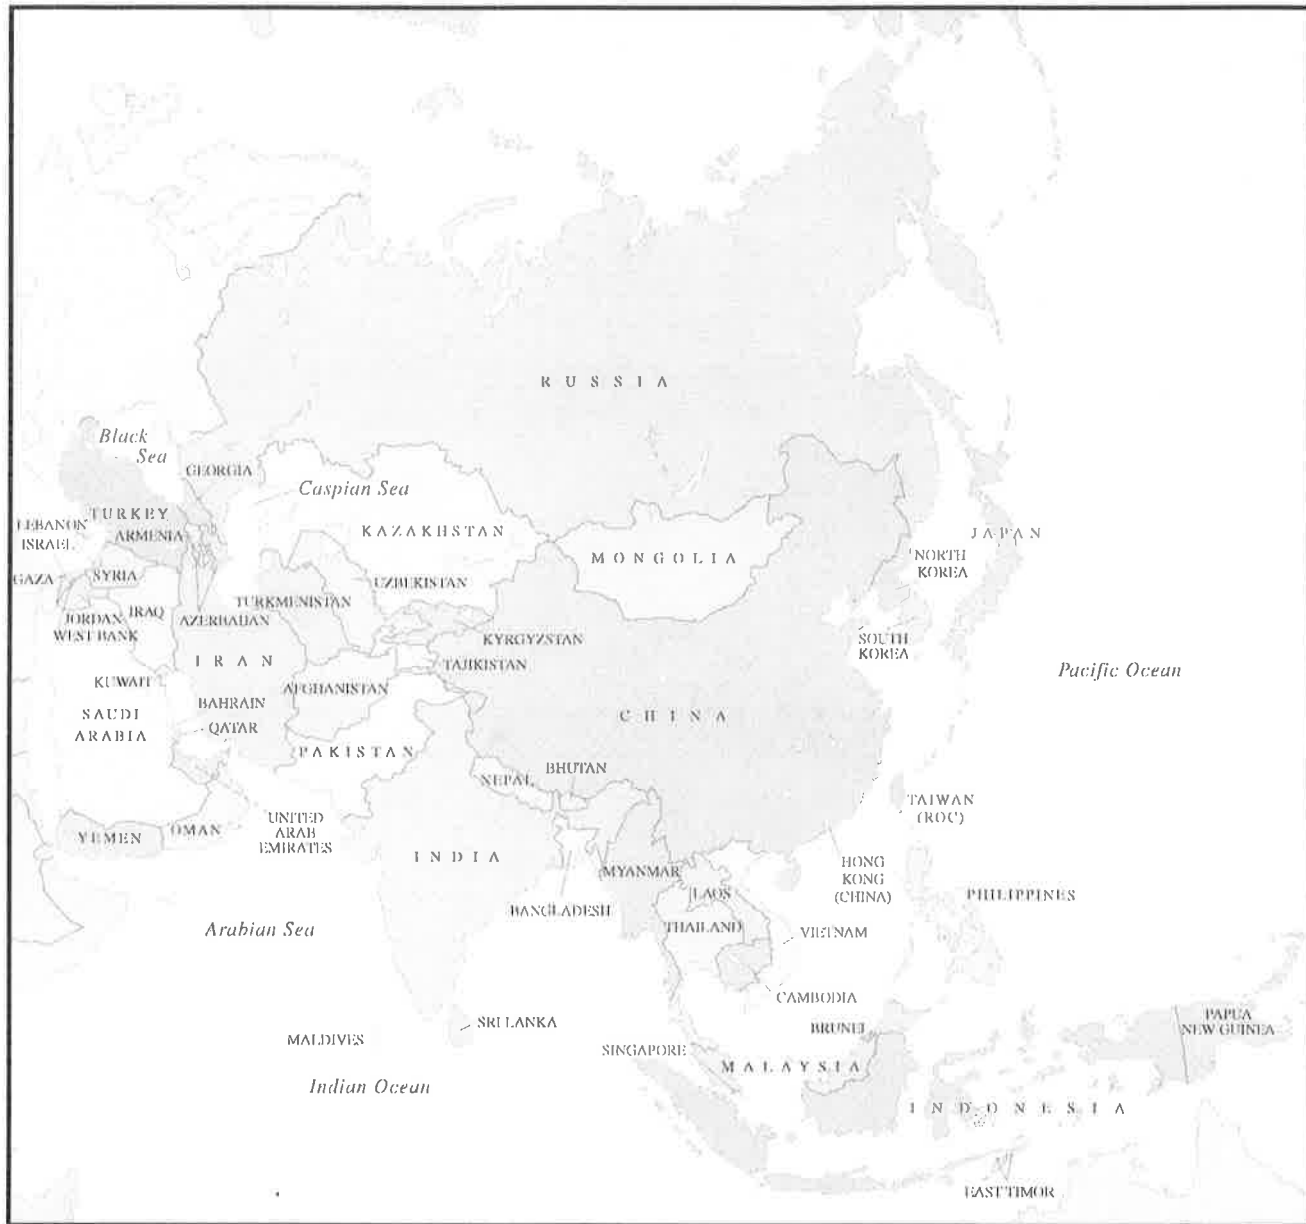 RUSSIA
Black
Sea
GEORGIA
Caspian Sea
TURKEY
LEBANON
ISRAEL
ARMENIA
KAZAKHSTAN
JAPAN
MONGOLIA
NORTH
KOREA
GAZA
SYRIA
UZBEKISTAN
TURKMENISTAN
JORDAN
IRAQ
WEST BANK
AZERBAIJAN
KYRGYZSTAN
SOUTH
KOREA
IRAN
TAJIKISTAN
Pacific Ocean
KUWAIT
AFGHANISTAN
BAHRAIN
SAUDI
ARABIA
QATAR
CHINA
PAKISTAN
NEPAL
BHUTAN
TAIWAN
(ROC)
UNITED
ARAB
EMIRATES
YEMEN
OMAN
INDIA
HONG
KONG
(CHINA)
MYANMAR
LAOS
PHILIPPINES
BANGLADESH
THAILAND
VIETNAM
Arabian Sea
CAMBODIA
SRI LANKA
BRUNEI
PAPUA
NEW GUINEA
MALDIVES
SINGAPORE
MALAYSIA
Indian Ocean
INDONESIA
EAST TIMOR